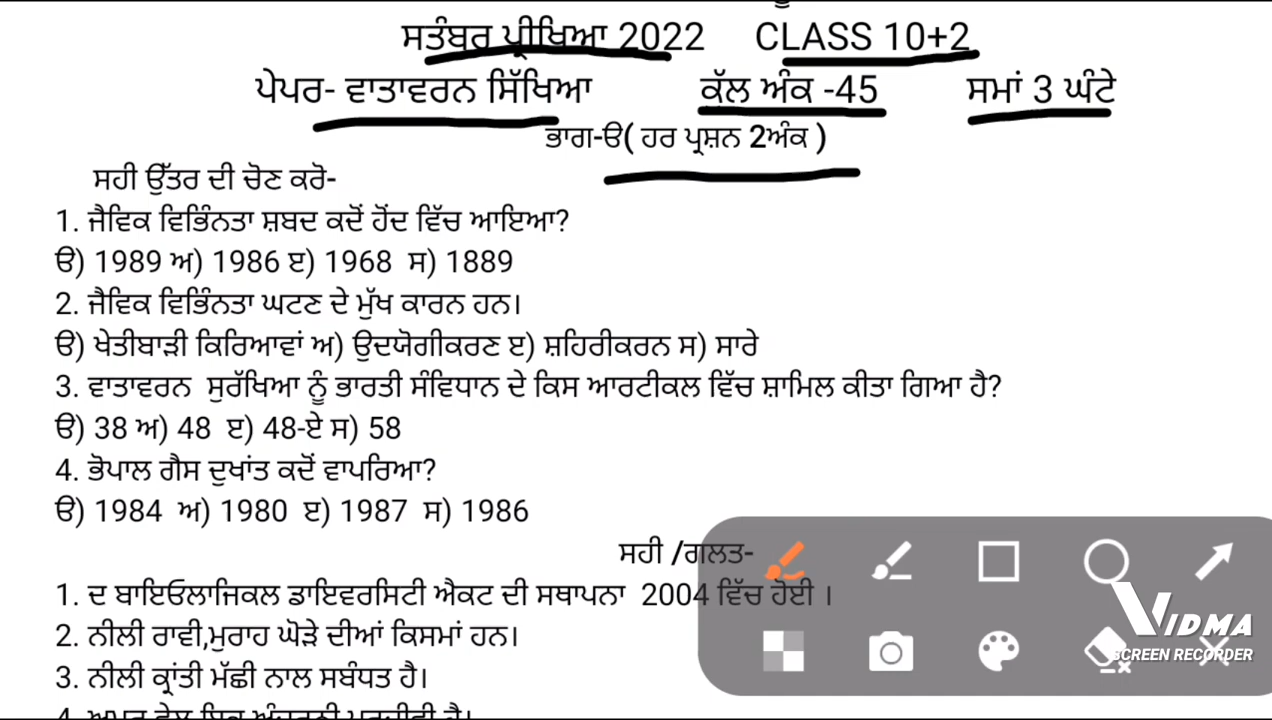 ਸਤੰਬਰ ਪ੍ਰੀਖਿਆ 2022 CLASS 10+2
ਪੇਪਰ- ਵਾਤਾਵਰਨ ਸਿੱਖਿਆ ਕੁੱਲ ਅੰਕ -45 ਸਮਾਂ 3 ਘੰਟੇ
ਭਾਗ-ੳ( ਹਰ ਪ੍ਰਸ਼ਨ 2ਅੰਕ )
ਸਹੀ ਉੱਤਰ ਦੀ ਚੋਣ ਕਰੋ-
1. ਜੈਵਿਕ ਵਿਭਿੰਨਤਾ ਸ਼ਬਦ ਕਦੋਂ ਹੋਂਦ ਵਿੱਚ ਆਇਆ?
ੳ) 1989 ਅ) 1986 ੲ) 1968 ਸ) 1889
2. ਜੈਵਿਕ ਵਿਭਿੰਨਤਾ ਘਟਣ ਦੇ ਮੁੱਖ ਕਾਰਨ ਹਨ।
ੳ) ਖੇਤੀਬਾੜੀ ਕਿਰਿਆਵਾਂ ਅ) ਉਦਯੋਗੀਕਰਣ ੲ) ਸ਼ਹਿਰੀਕਰਨ ਸ) ਸਾਰੇ
3. ਵਾਤਾਵਰਨ ਸੁਰੱਖਿਆ ਨੂੰ ਭਾਰਤੀ ਸੰਵਿਧਾਨ ਦੇ ਕਿਸ ਆਰਟੀਕਲ ਵਿੱਚ ਸ਼ਾਮਿਲ ਕੀਤਾ ਗਿਆ ਹੈ?
ੳ) 38 ਅ) 48 ੲ) 48-ਏ ਸ) 58
4. ਭੋਪਾਲ ਗੈਸ ਦੁਖਾਂਤ ਕਦੋਂ ਵਾਪਰਿਆ?
ੳ) 1984 ਅ) 1980 ੲ) 1987 ਸ) 1986
ਸਹੀ /ਗਲਤ-
1. ਦ ਬਾਇਓਲਾਜਿਕਲ ਡਾਇਵਰਸਿਟੀ ਐਕਟ ਦੀ ਸਥਾਪਨਾ 2004 ਵਿੱਚ ਹੋਈ ।
2. ਨੀਲੀ ਰਾਵੀ,ਮੁਰਾਹ ਘੋੜੇ ਦੀਆਂ ਕਿਸਮਾਂ ਹਨ।
3. ਨੀਲੀ ਕ੍ਰਾਂਤੀ ਮੱਛੀ ਨਾਲ ਸਬੰਧਤ ਹੈ।
VIDMA
SCREEN RECORDER